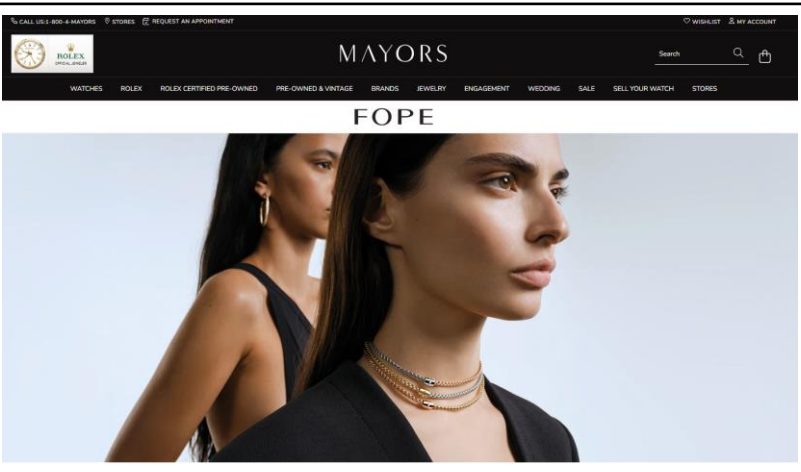 CALL US:1-800-4-MAYORS STORES REQUEST AN APPOINTMENT WISHLIST MY ACCOUNT
ROLEX
MAYORS
Search
WATCHES ROLEX ROLEX CERTIFIED PRE-OWNED PRE-OWNED & VINTAGE BRANDS JEWELRY ENGAGEMENT WEDDING SALE SELL YOUR WATCH STORES
FOPE